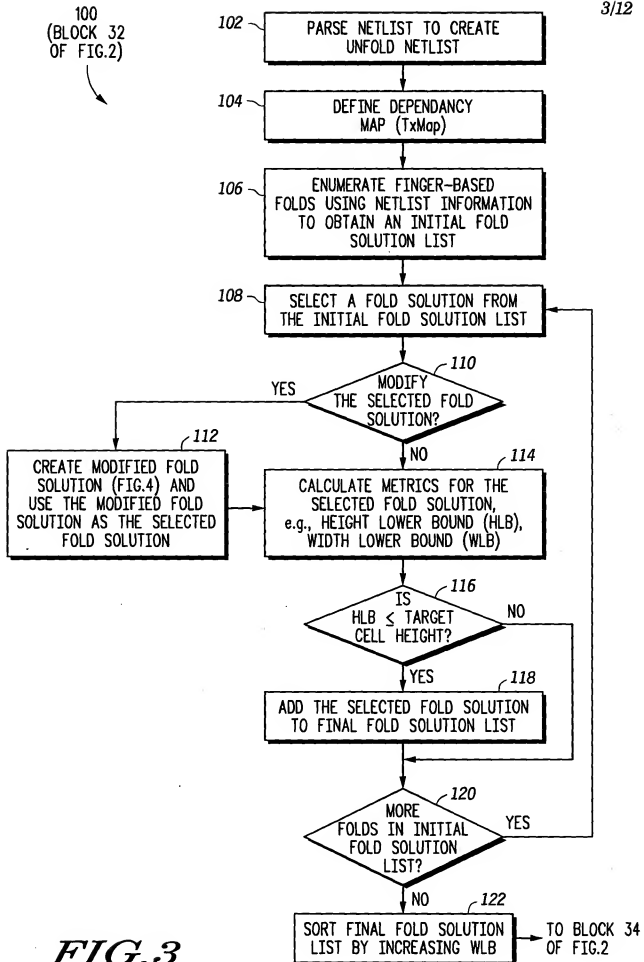 3/12
100
(BLOCK 32
OF FIG.2)
102
PARSE NETLIST TO CREATE
UNFOLD NETLIST
104
DEFINE DEPENDANCY
MAP (TxMap)
106
ENUMERATE FINGER-BASED
FOLDS USING NETLIST INFORMATION
TO OBTAIN AN INITIAL FOLD
SOLUTION LIST
108
SELECT A FOLD SOLUTION FROM
THE INITIAL FOLD SOLUTION LIST
110
MODIFY
THE SELECTED FOLD
SOLUTION?
YES
NO
112
CREATE MODIFIED FOLD
SOLUTION (FIG.4) AND
USE THE MODIFIED FOLD
SOLUTION AS THE SELECTED
FOLD SOLUTION
114
CALCULATE METRICS FOR THE
SELECTED FOLD SOLUTION,
e.g., HEIGHT LOWER BOUND (HLB),
WIDTH LOWER BOUND (WLB)
116
IS
HLB ≤ TARGET
CELL HEIGHT?
NO
YES
118
ADD THE SELECTED FOLD SOLUTION
TO FINAL FOLD SOLUTION LIST
120
MORE
FOLDS IN INITIAL
FOLD SOLUTION
LIST?
YES
NO
122
SORT FINAL FOLD SOLUTION
LIST BY INCREASING WLB
TO BLOCK 34
OF FIG.2
FIG.3